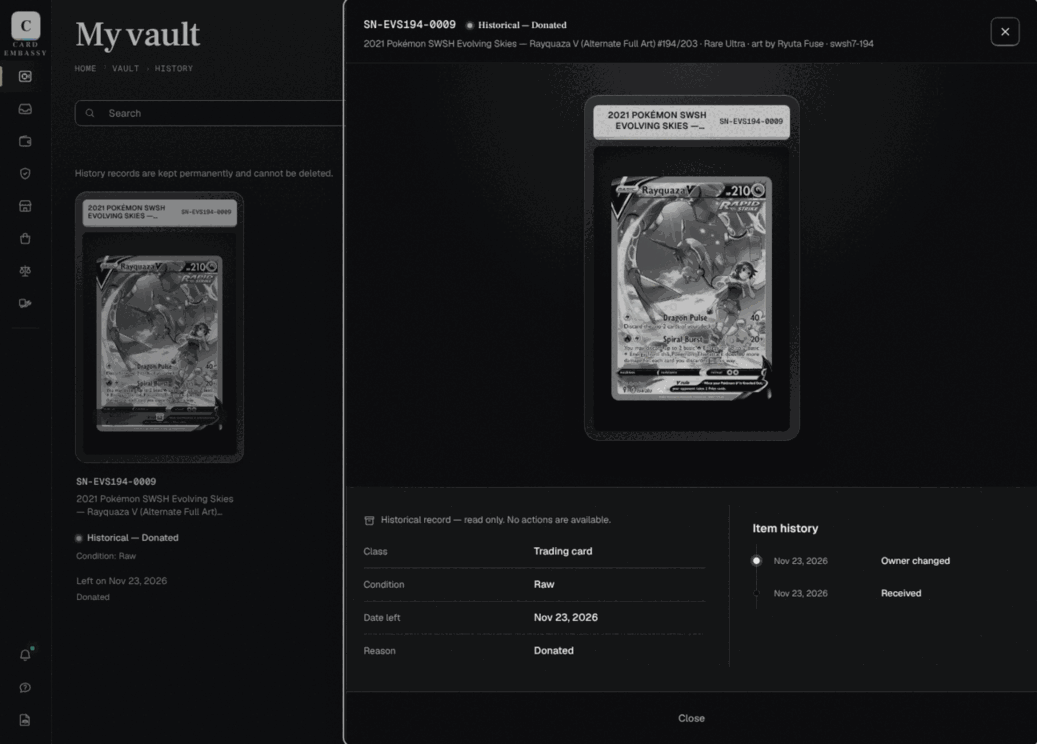 C
CARD
EMBASSY
My vault
HOME › VAULT › HISTORY
Search
History records are kept permanently and cannot be deleted.
2021 POKÉMON SWSH
EVOLVING SKIES —…
SN-EVS194-0009
Rayquaza V
210
RAPID
STRIKE
Dragon Pulse
40
Spiral Burst
20+
SN-EVS194-0009
2021 Pokémon SWSH Evolving Skies
— Rayquaza V (Alternate Full Art)…
Historical — Donated
Condition: Raw
Left on Nov 23, 2026
Donated
SN-EVS194-0009
Historical — Donated
2021 Pokémon SWSH Evolving Skies — Rayquaza V (Alternate Full Art) #194/203 · Rare Ultra · art by Ryuta Fuse · swsh7-194
2021 POKÉMON SWSH
EVOLVING SKIES —…
SN-EVS194-0009
BASIC
Rayquaza V
210
RAPID
STRIKE
Dragon Pulse
40
Spiral Burst
20+
Historical record — read only. No actions are available.
Class Trading card
Condition Raw
Date left Nov 23, 2026
Reason Donated
Item history
Nov 23, 2026 Owner changed
Nov 23, 2026 Received
Close